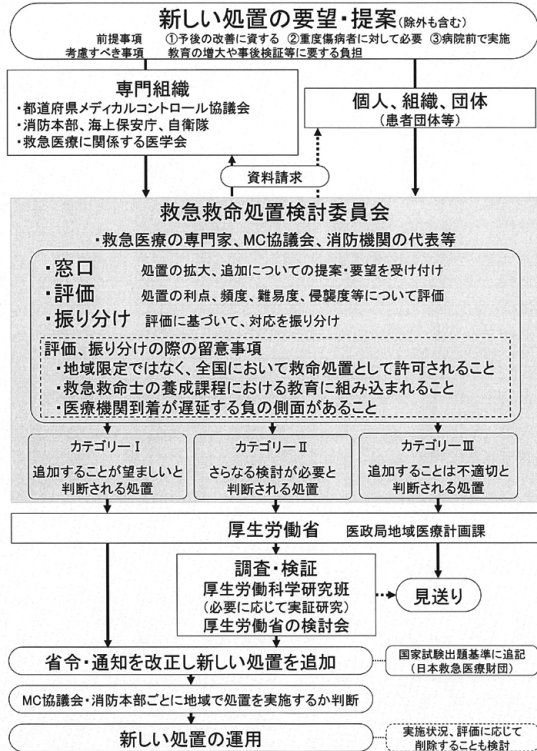 新しい処置の要望・提案(除外も含む)
前提事項 ①予後の改善に資する ②重度傷病者に対して必要 ③病院前で実施
考慮すべき事項 教育の増大や事後検証等に要する負担
専門組織
・都道府県メディカルコントロール協議会
・消防本部、海上保安庁、自衛隊
・救急医療に関係する医学会
個人、組織、団体
(患者団体等)
資料請求
救急救命処置検討委員会
・救急医療の専門家、MC協議会、消防機関の代表等
・窓口 処置の拡大、追加についての提案・要望を受け付け
・評価 処置の利点、頻度、難易度、侵襲度等について評価
・振り分け 評価に基づいて、対応を振り分け
評価、振り分けの際の留意事項
・地域限定ではなく、全国において救命処置として許可されること
・救急救命士の養成課程における教育に組み込まれること
・医療機関到着が遅延する負の側面があること
カテゴリーⅠ
追加することが望ましいと
判断される処置
カテゴリーⅡ
さらなる検討が必要と
判断される処置
カテゴリーⅢ
追加することは不適切と
判断される処置
厚生労働省 医政局地域医療計画課
調査・検証
厚生労働科学研究班
(必要に応じて実証研究)
厚生労働省の検討会
見送り
省令・通知を改正し新しい処置を追加
国家試験出題基準に追記
(日本救急医療財団)
MC協議会・消防本部ごとに地域で処置を実施するか判断
新しい処置の運用
実施状況、評価に応じて
削除することも検討